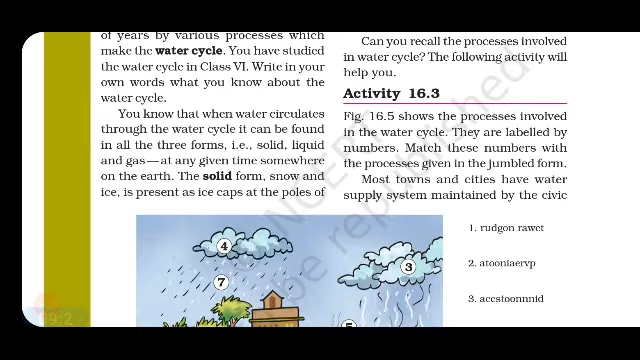 of years by various processes which
make the water cycle. You have studied
the water cycle in Class VI. Write in your
own words what you know about the
water cycle.
You know that when water circulates
through the water cycle it can be found
in all the three forms, i.e., solid, liquid
and gas— at any given time somewhere
on the earth. The solid form, snow and
ice, is present as ice caps at the poles of
Can you recall the processes involved
in water cycle? The following activity will
help you.
Activity 16.3
Fig. 16.5 shows the processes involved
in the water cycle. They are labelled by
numbers. Match these numbers with
the processes given in the jumbled form.
Most towns and cities have water
supply system maintained by the civic
4
7
3
5
1. rudgon rawct
2. atooniaervp
3. accstoonnnid
be republished